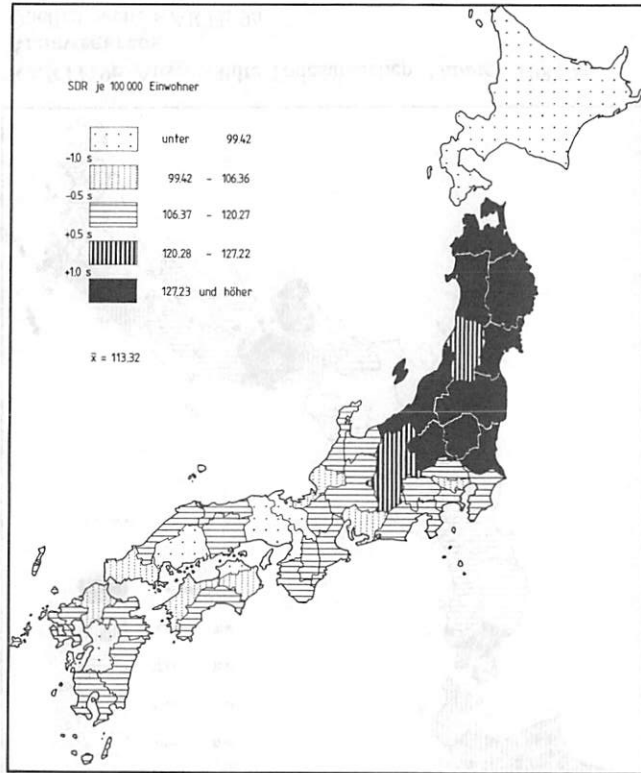 SDR je 100 000 Einwohner
unter 99.42
-1.0 s
99.42 - 106.36
-0.5 s
106.37 - 120.27
+0.5 s
120.28 - 127.22
+1.0 s
127.23 und höher
x̄ = 113.32